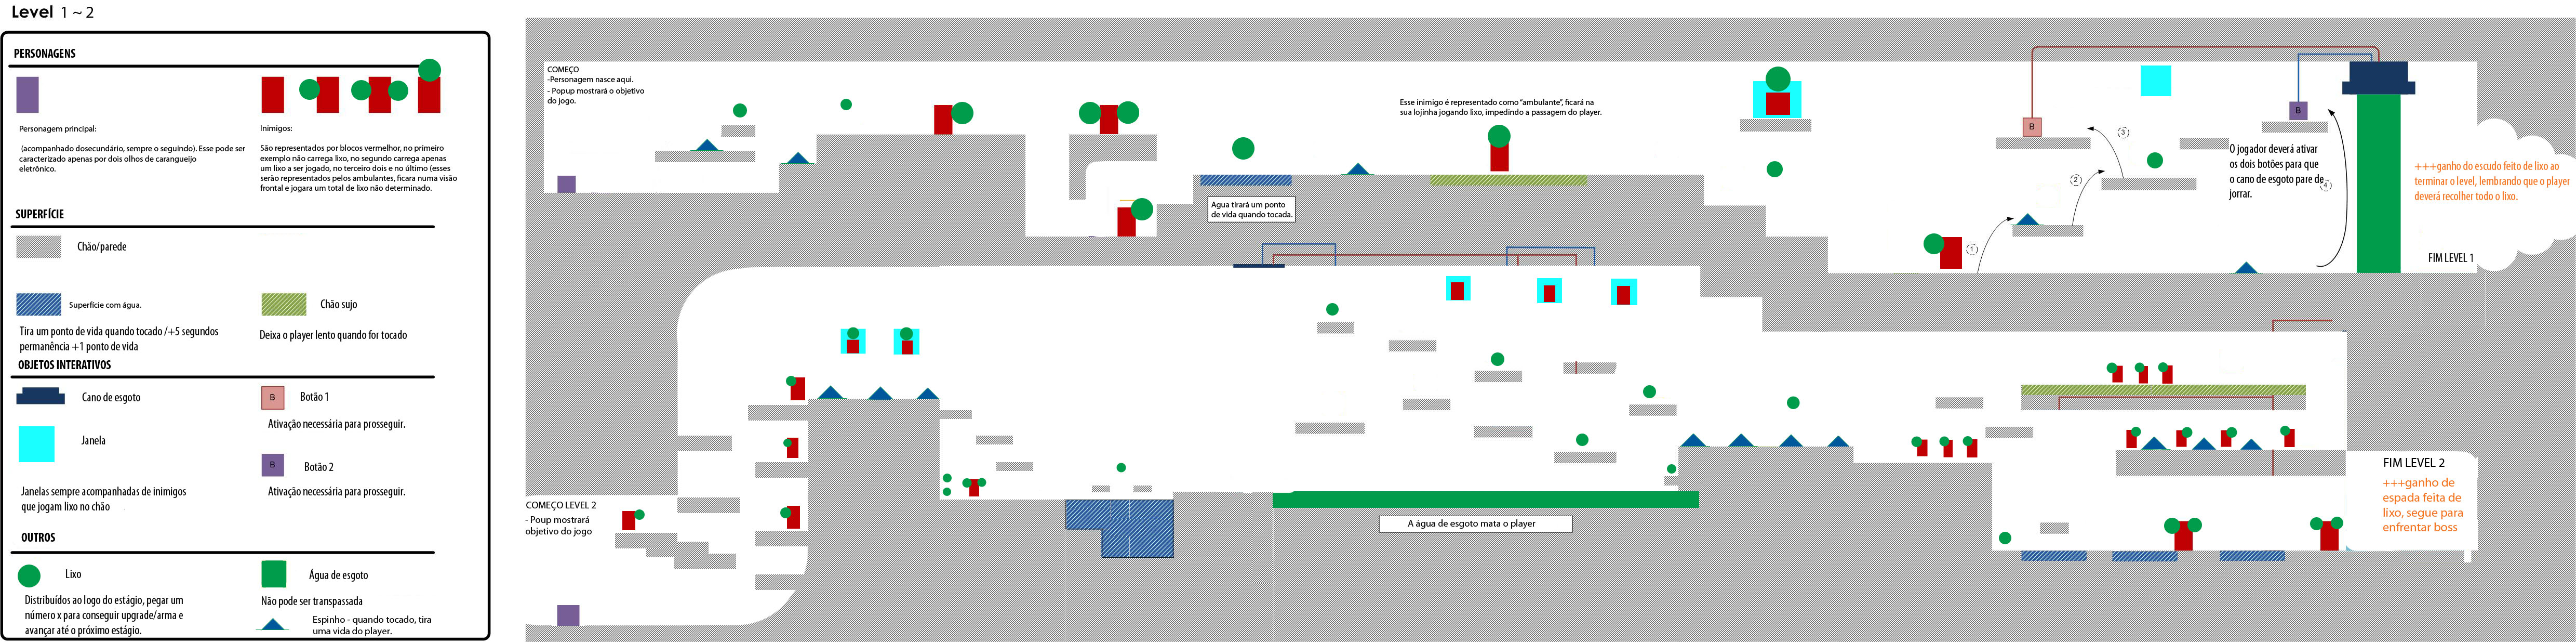 Level 1 ~ 2
PERSONAGENS
Personagem principal:
(acompanhado dosecundário, sempre o seguindo). Esse pode ser
caracterizado apenas por dois olhos de carangueijo
eletrônico.
Inimigos:
São representados por blocos vermelhor, no primeiro
exemplo não carrega lixo, no segundo carrega apenas
um lixo a ser jogado, no terceiro dois e no último (esses
serão representados pelos ambulantes, ficara numa visão
frontal e jogara um total de lixo não determinado.
SUPERFÍCIE
Chão/parede
Superfície com água.
Tira um ponto de vida quando tocado /+5 segundos
permanência +1 ponto de vida
Chão sujo
Deixa o player lento quando for tocado
OBJETOS INTERATIVOS
Cano de esgoto
B
Botão 1
Ativação necessária para prosseguir.
Janela
Janelas sempre acompanhadas de inimigos
que jogam lixo no chão
B
Botão 2
Ativação necessária para prosseguir.
OUTROS
Lixo
Distribuídos ao logo do estágio, pegar um
número x para conseguir upgrade/arma e
avançar até o próximo estágio.
Água de esgoto
Não pode ser transpassada
Espinho - quando tocado, tira
uma vida do player.
COMEÇO
-Personagem nasce aqui.
- Popup mostrará o objetivo
do jogo.
Agua tirará um ponto
de vida quando tocada.
Esse inimigo é representado como “ambulante”, ficará na
sua lojinha jogando lixo, impedindo a passagem do player.
B
B
1
2
3
4
O jogador deverá ativar
os dois botões para que
o cano de esgoto pare de
jorrar.
+++ganho do escudo feito de lixo ao
terminar o level, lembrando que o player
deverá recolher todo o lixo.
FIM LEVEL 1
COMEÇO LEVEL 2
- Poup mostrará
objetivo do jogo
A água de esgoto mata o player
FIM LEVEL 2
+++ganho de
espada feita de
lixo, segue para
enfrentar boss